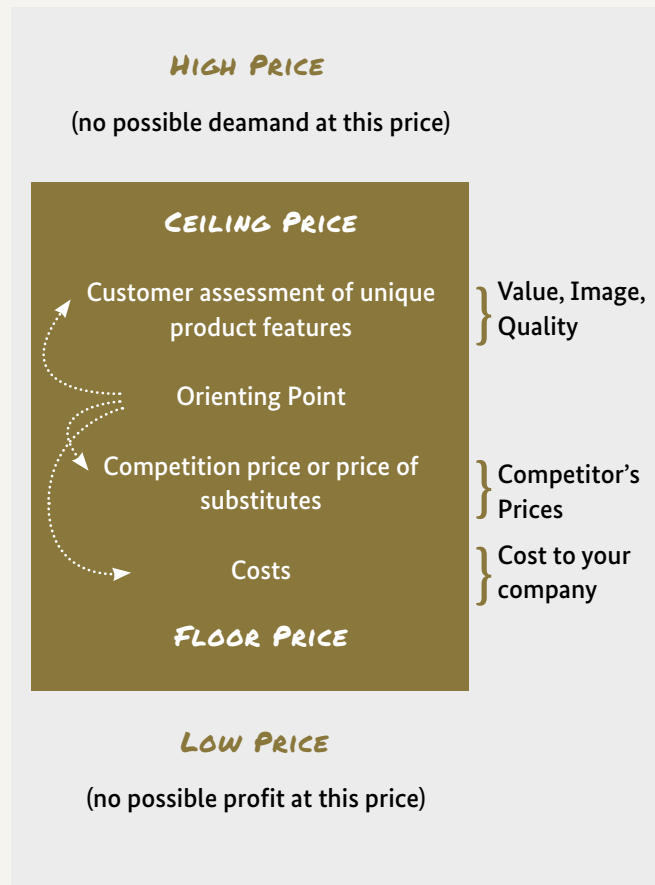 High Price
(no possible deamand at this price)
Ceiling Price
Customer assessment of unique
product features
} Value, Image,
Quality
Orienting Point
Competition price or price of
substitutes
} Competitor's
Prices
Costs
} Cost to your
company
Floor Price
Low Price
(no possible profit at this price)